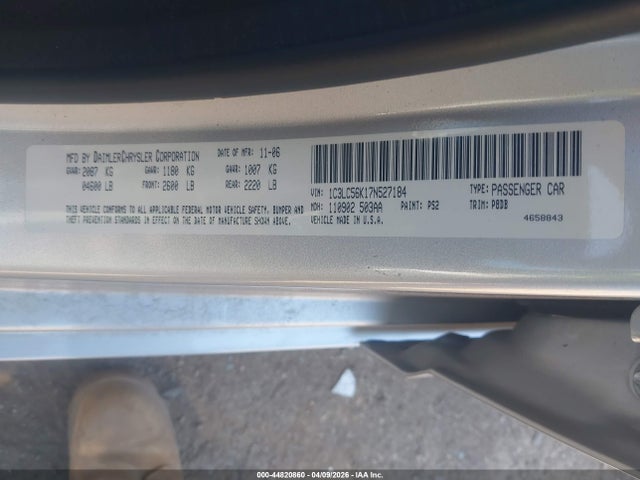 MFD BY DAIMLERCHRYSLER CORPORATION DATE OF MFR: 11-06
GVWR: 2087 KG GAWR: 1180 KG GAWR: 1007 KG
04600 LB FRONT: 2600 LB REAR: 2220 LB
THIS VEHICLE CONFORMS TO ALL APPLICABLE FEDERAL MOTOR VEHICLE SAFETY, BUMPER AND
THEFT PREVENTION STANDARDS IN EFFECT ON THE DATE OF MANUFACTURE SHOWN ABOVE.
VIN: 1C3LC56K17N527184 TYPE: PASSENGER CAR
MDH: 110902 503AA PAINT: PS2 TRIM: P8DB
VEHICLE MADE IN U.S.A. 4658843
000-44820860 - 04/09/2026 - IAA Inc.